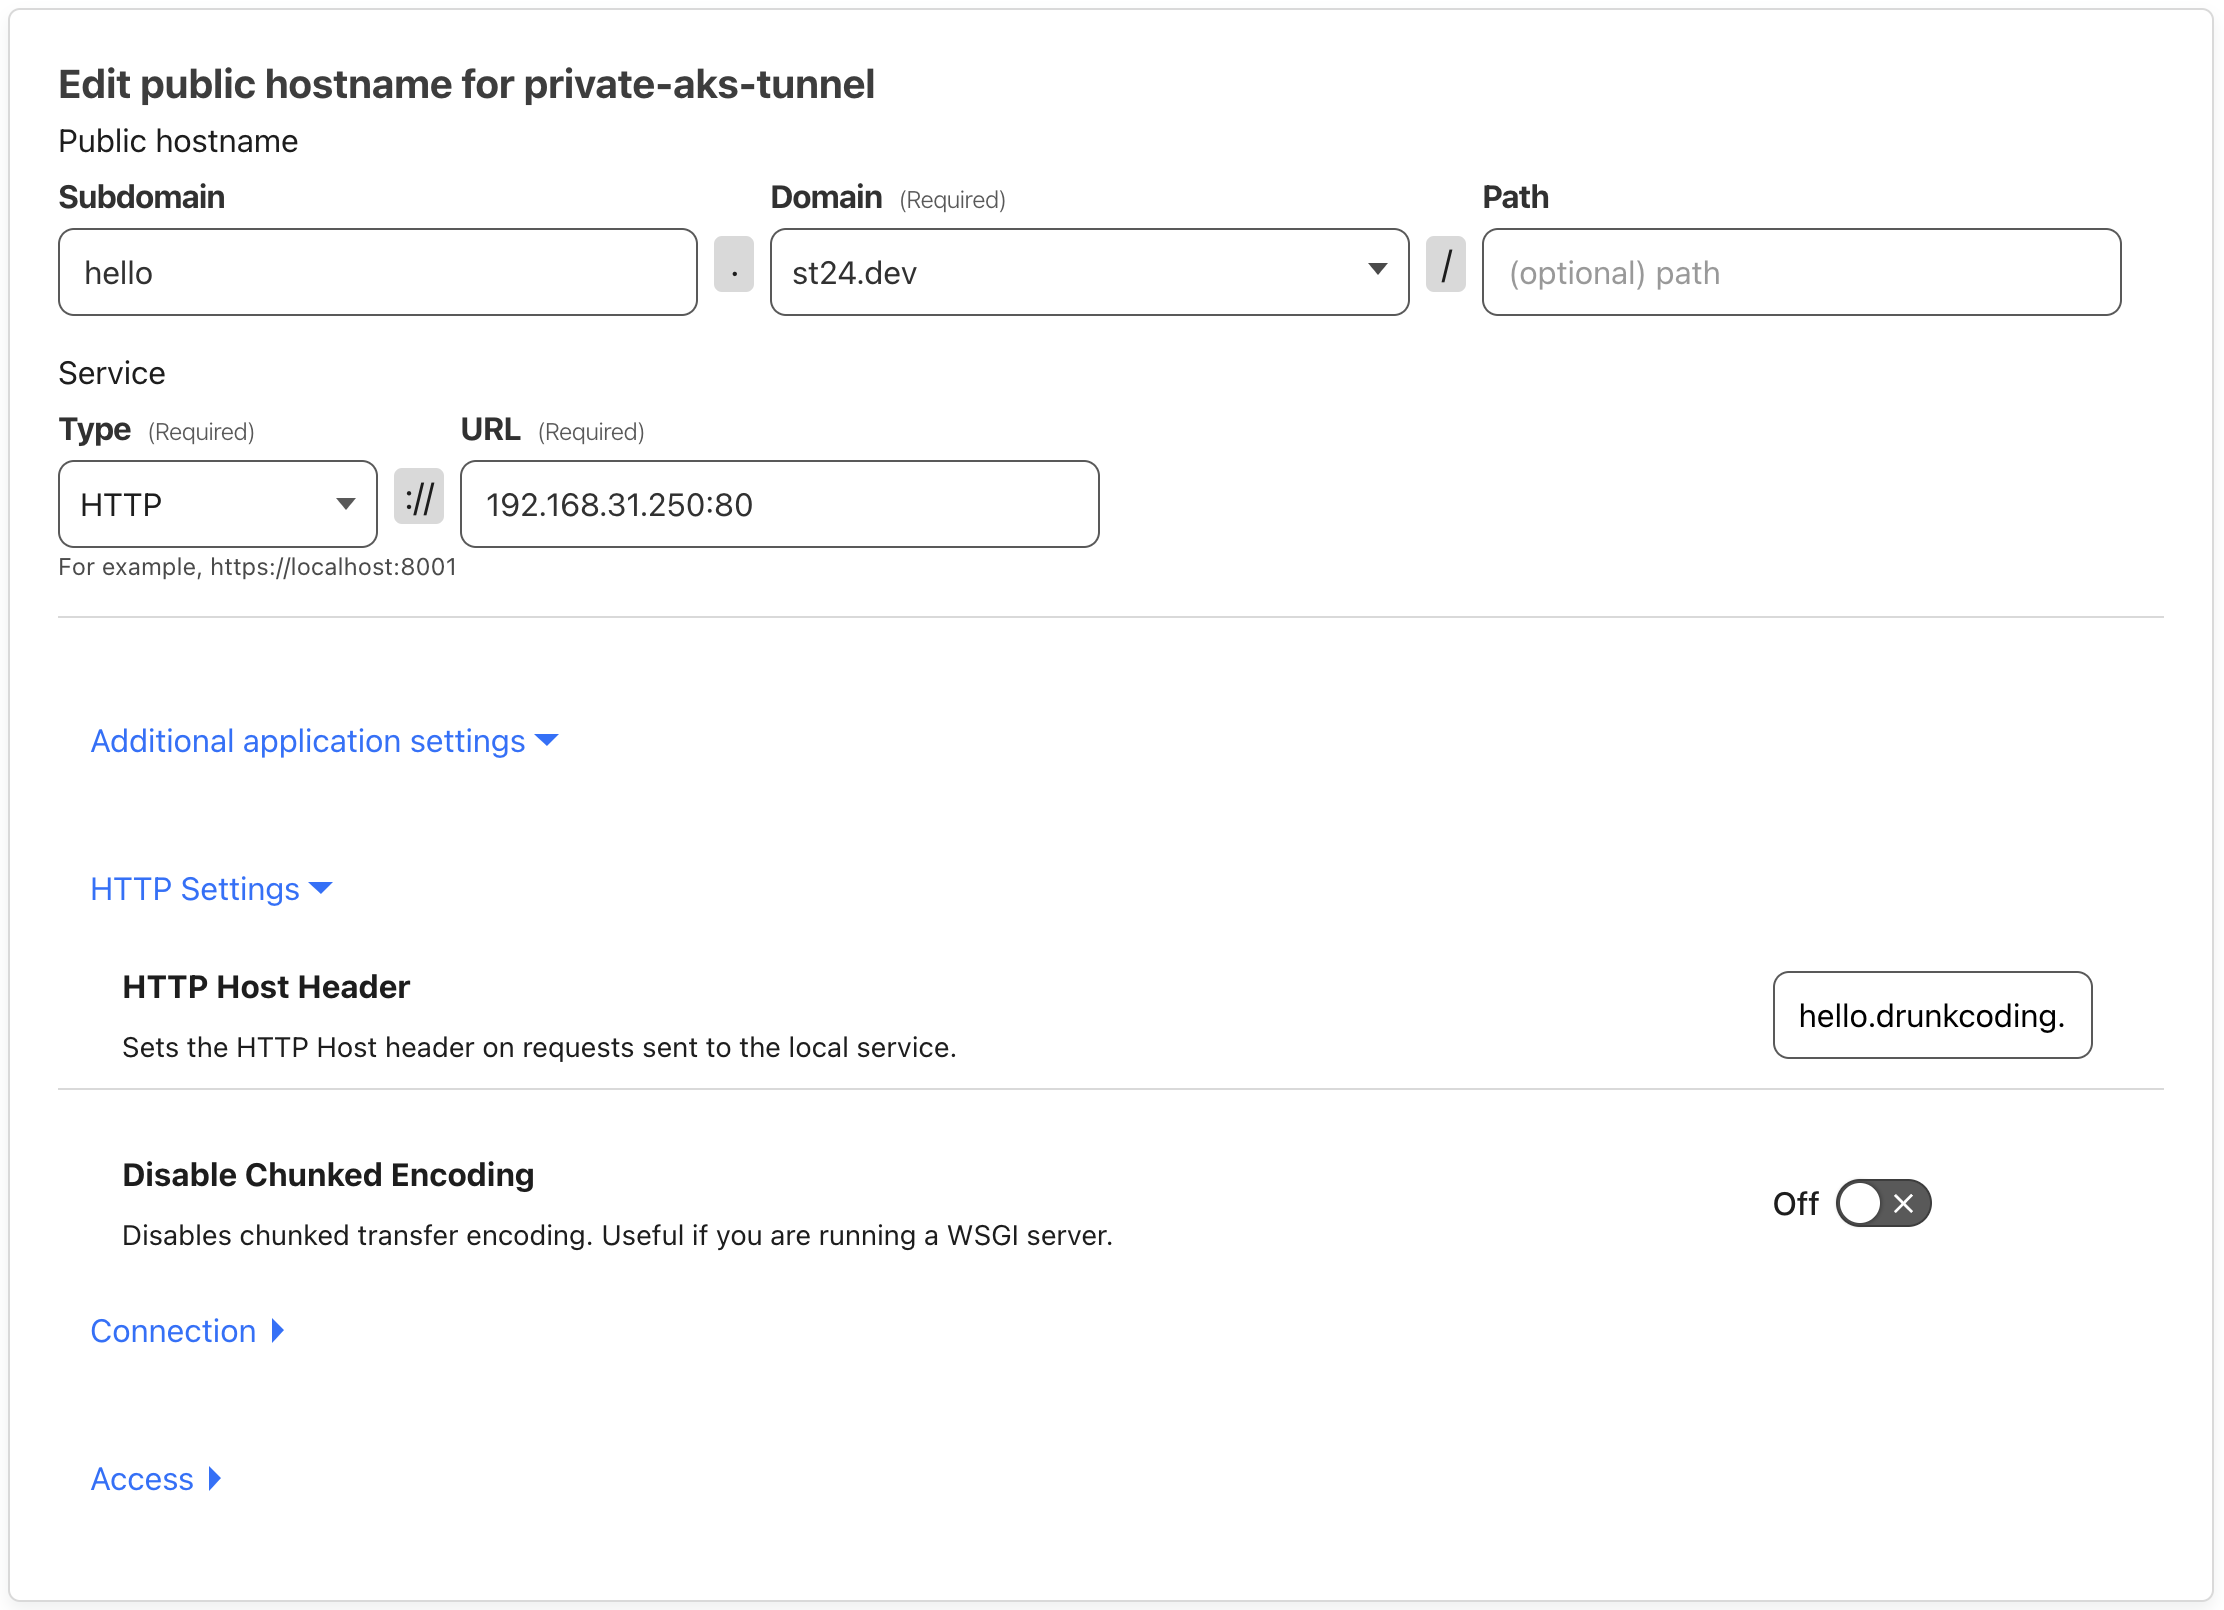 Edit public hostname for private-aks-tunnel
Public hostname
Subdomain Domain (Required) Path
hello . st24.dev / (optional) path
Service
Type (Required) URL (Required)
HTTP :// 192.168.31.250:80
For example, https://localhost:8001
Additional application settings
HTTP Settings
HTTP Host Header
hello.drunkcoding.
Sets the HTTP Host header on requests sent to the local service.
Disable Chunked Encoding
Off
Disables chunked transfer encoding. Useful if you are running a WSGI server.
Connection
Access